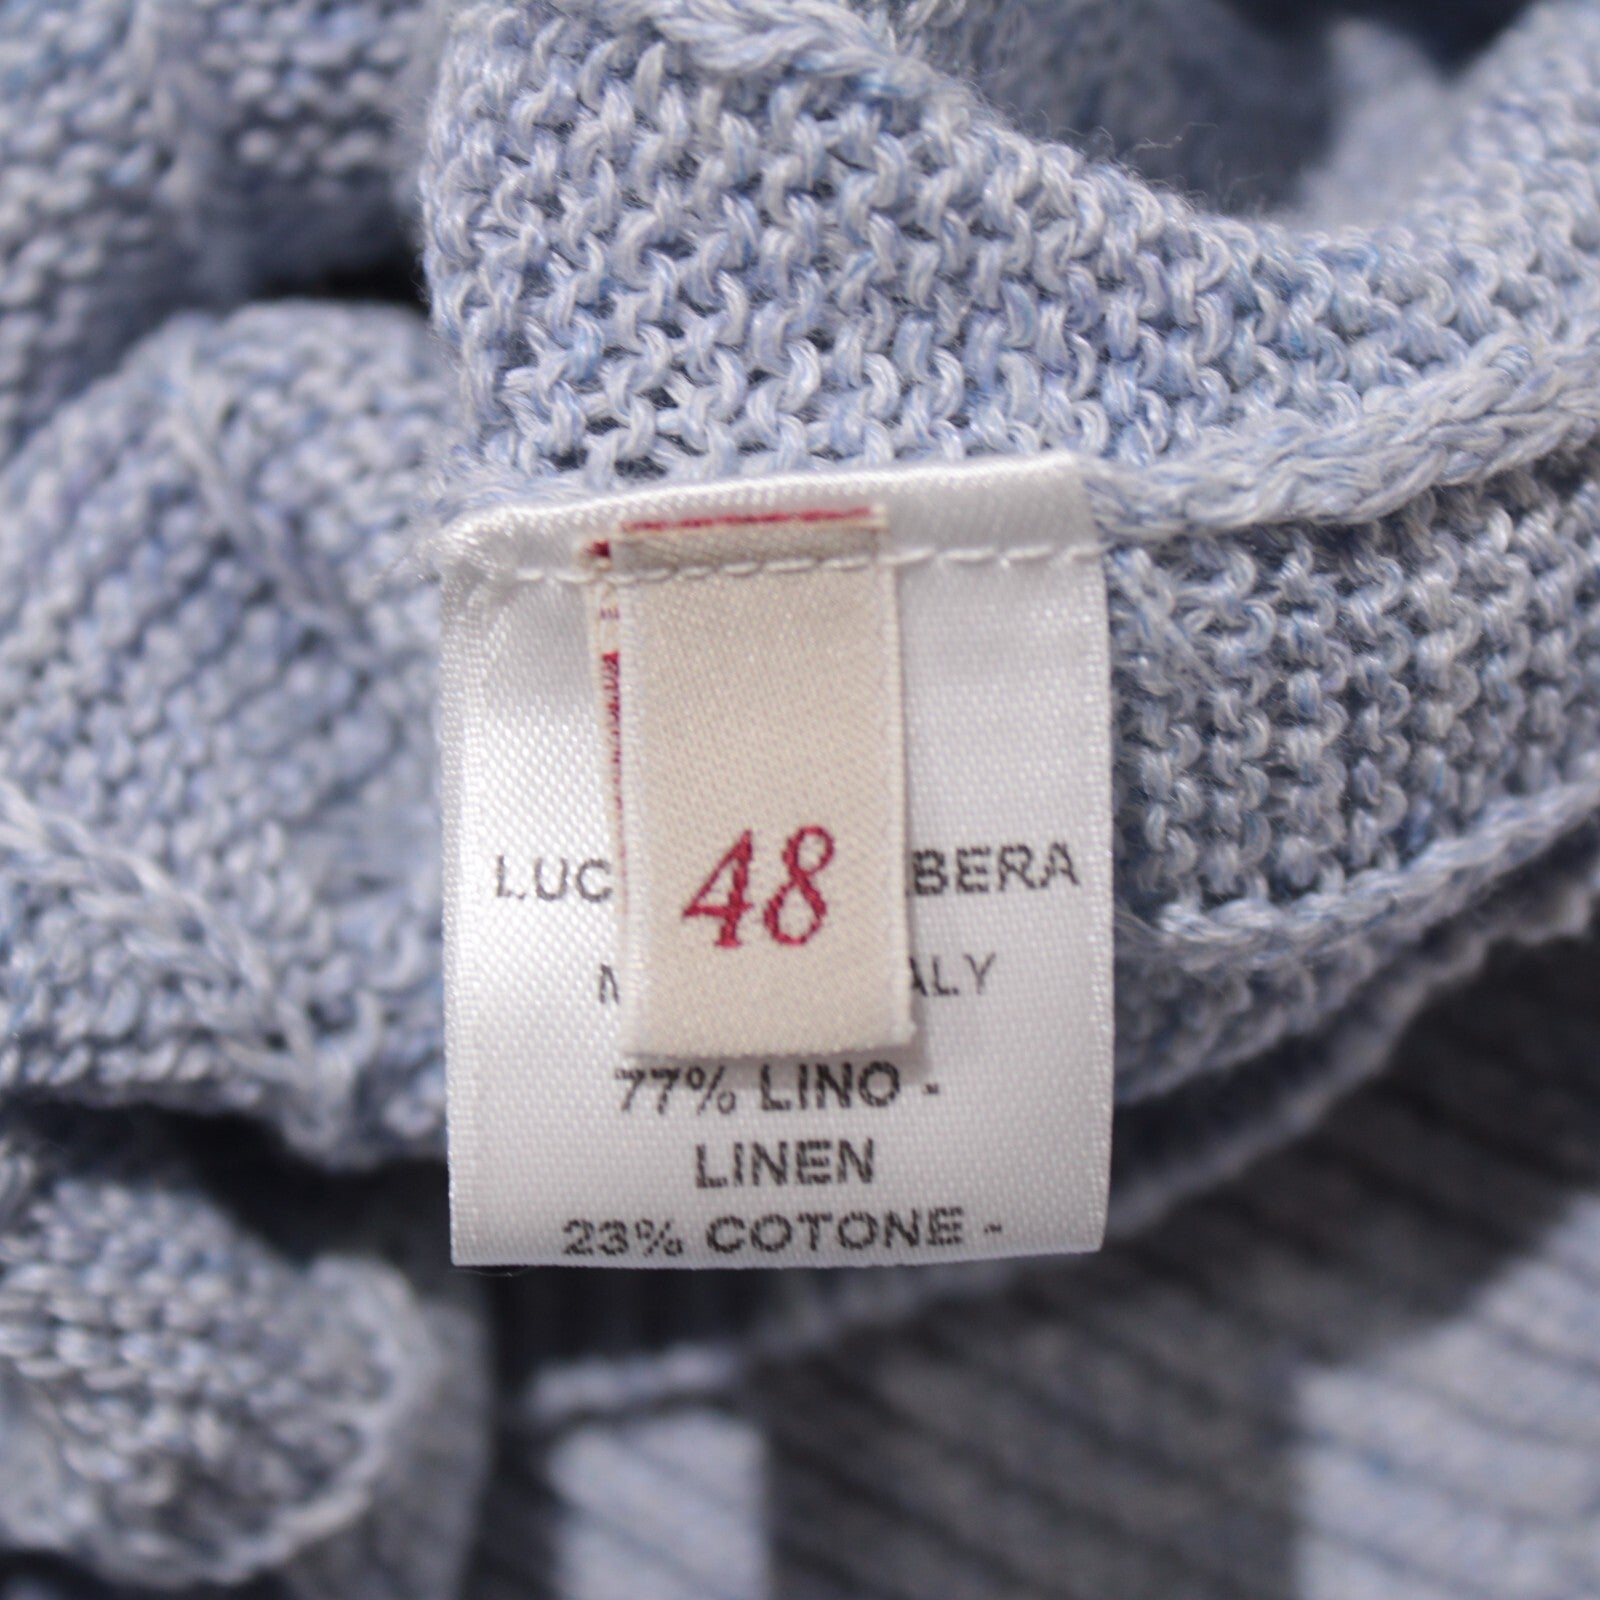 48
77% LINO -
LINEN
23% COTONE -